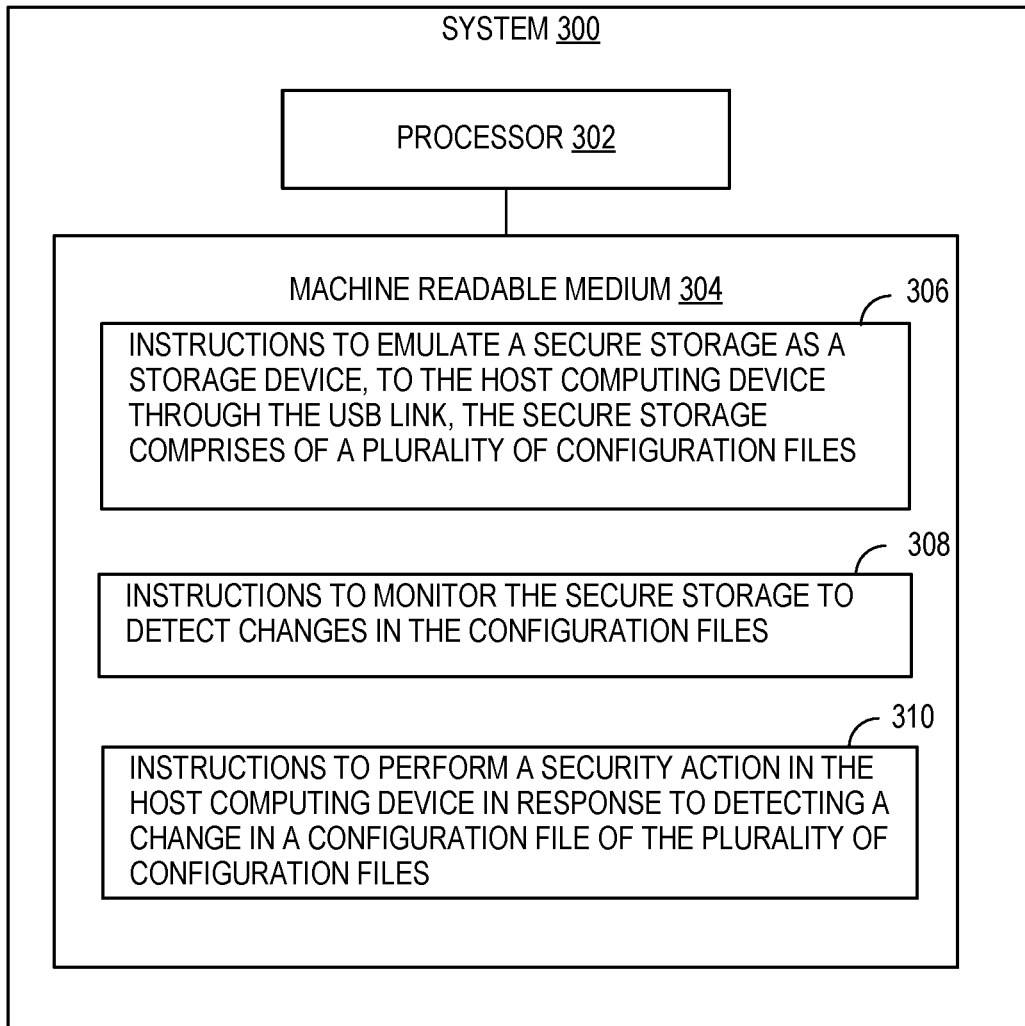 SYSTEM 300
PROCESSOR 302
MACHINE READABLE MEDIUM 304
306
INSTRUCTIONS TO EMULATE A SECURE STORAGE AS A
STORAGE DEVICE, TO THE HOST COMPUTING DEVICE
THROUGH THE USB LINK, THE SECURE STORAGE
COMPRISES OF A PLURALITY OF CONFIGURATION FILES
308
INSTRUCTIONS TO MONITOR THE SECURE STORAGE TO
DETECT CHANGES IN THE CONFIGURATION FILES
310
INSTRUCTIONS TO PERFORM A SECURITY ACTION IN THE
HOST COMPUTING DEVICE IN RESPONSE TO DETECTING A
CHANGE IN A CONFIGURATION FILE OF THE PLURALITY OF
CONFIGURATION FILES